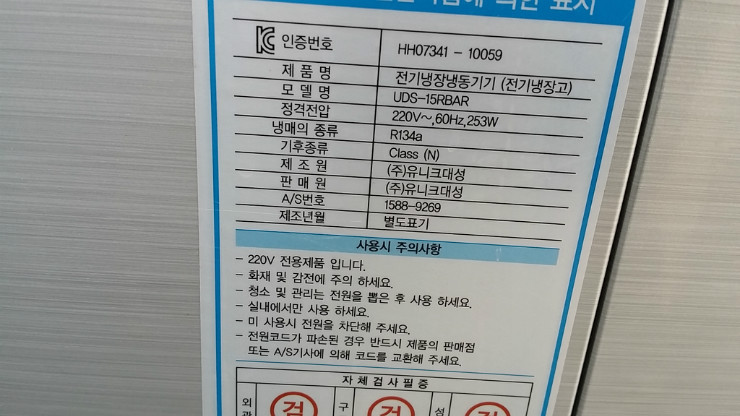 의한 표시
인증번호 HH07341 - 10059
제 품 명 전기냉장냉동기기 (전기냉장고)
모 델 명 UDS-15RBAR
정격전압 220V~,60Hz,253W
냉매의 종류 R134a
기후종류 Class (N)
제 조 원 (주)유니크대성
판 매 원 (주)유니크대성
A/S번호 1588-9269
제조년월 별도표기
사용시 주의사항
- 220V 전용제품 입니다.
- 화재 및 감전에 주의 하세요.
- 청소 및 관리는 전원을 뽑은 후 사용 하세요.
- 실내에서만 사용 하세요.
- 미 사용시 전원을 차단해 주세요.
- 전원코드가 파손된 경우 반드시 제품의 판매점
또는 A/S기사에 의해 코드를 교환해 주세요.
자 체 검 사 필 증
외 검 구 검 성